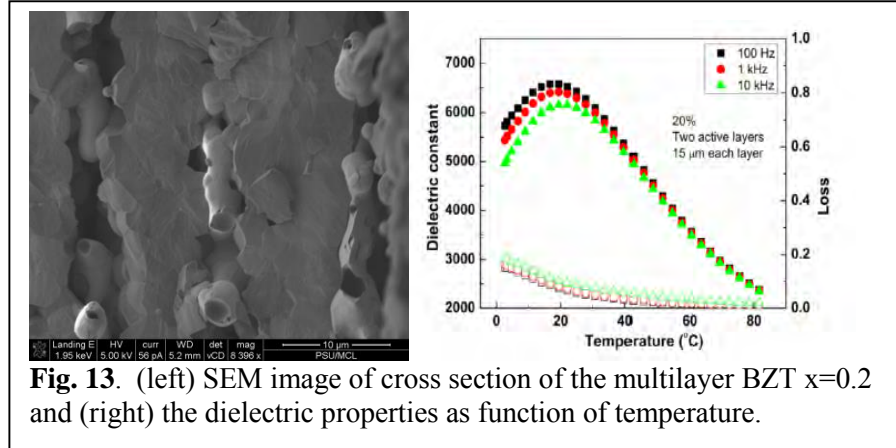 Landing E HV curr WD det mag
1.95 keV 5.00 kV 56 pA 5.2 mm vCD 8 396 x
10 µm
PSU/MCL
7000
6000
5000
4000
3000
2000
Dielectric constant
0 20 40 60 80
Temperature (°C)
1.0
0.8
0.6
0.4
0.2
0.0
Loss
100 Hz
1 kHz
10 kHz
20%
Two active layers
15 µm each layer
Fig. 13. (left) SEM image of cross section of the multilayer BZT x=0.2
and (right) the dielectric properties as function of temperature.